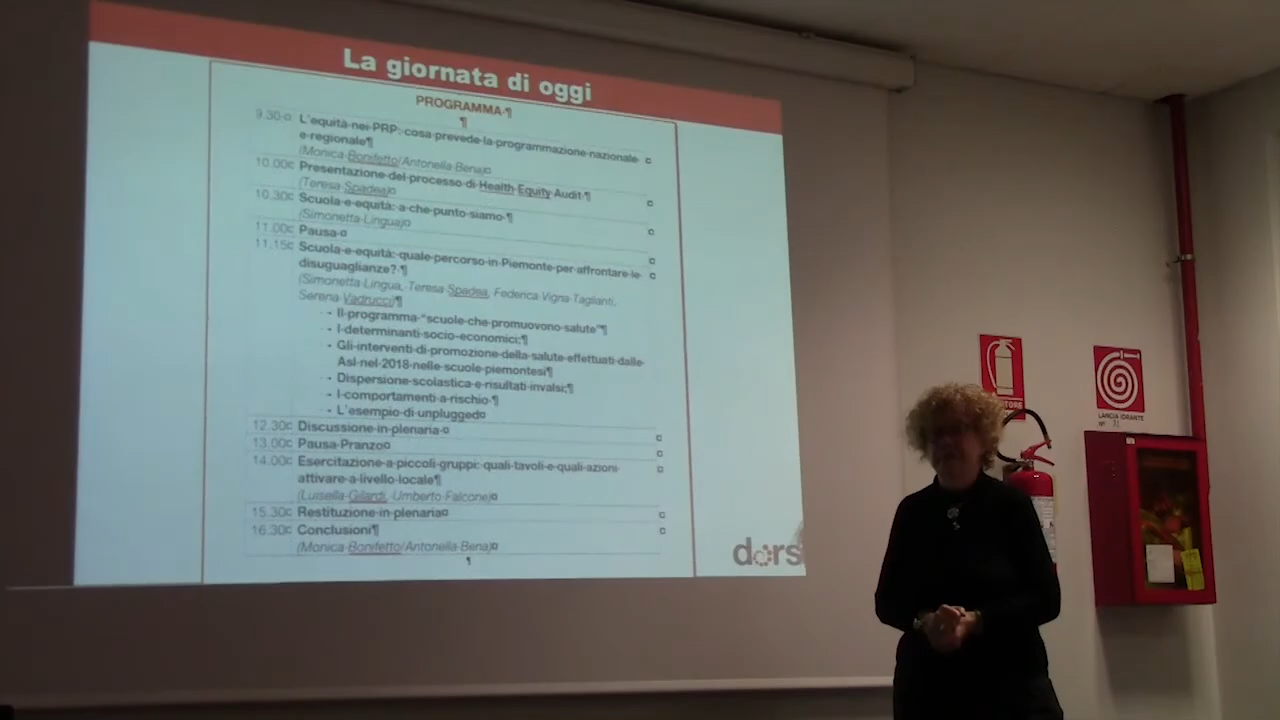 La giornata di oggi
PROGRAMMA·¶
¶
9.30¤ L'equità·nei·PRP:·cosa·prevede·la·programmazione·nazionale·
e·regionale¶
(Monica·Bonifetto/Antonella·Bena)¤
10.00¤ Presentazione·del·processo·di·Health·Equity·Audit·¶
(Teresa·Spadea)¤
10.30¤ Scuola·e·equità:·a·che·punto·siamo·¶
(Simonetta·Lingua)¤
11.00¤ Pausa·¤
11.15¤ Scuola·e·equità:·quale·percorso·in·Piemonte·per·affrontare·le·
disuguaglianze?·¶
(Simonetta·Lingua,·Teresa·Spadea,·Federica·Vigna-Taglianti,·
Serena·Vadrucci)¶
- Il·programma·"scuole·che·promuovono·salute"¶
- I·determinanti·socio-economici;¶
- Gli·interventi·di·promozione·della·salute·effettuati·dalle·
Asl·nel·2018·nelle·scuole·piemontesi¶
- Dispersione·scolastica·e·risultati·invalsi;¶
- I·comportamenti·a·rischio·¶
- L'esempio·di·unplugged¤
12.30¤ Discussione·in·plenaria·¤
13.00¤ Pausa·Pranzo¤
14.00¤ Esercitazione·a·piccoli·gruppi:·quali·tavoli·e·quali·azioni·
attivare·a·livello·locale¶
(Luisella·Gilardi,·Umberto·Falcone)¤
15.30¤ Restituzione·in·plenaria¤
16.30¤ Conclusioni¶
(Monica·Bonifetto/Antonella·Bena)¤
¶
dors
LANCIA IDRANTE